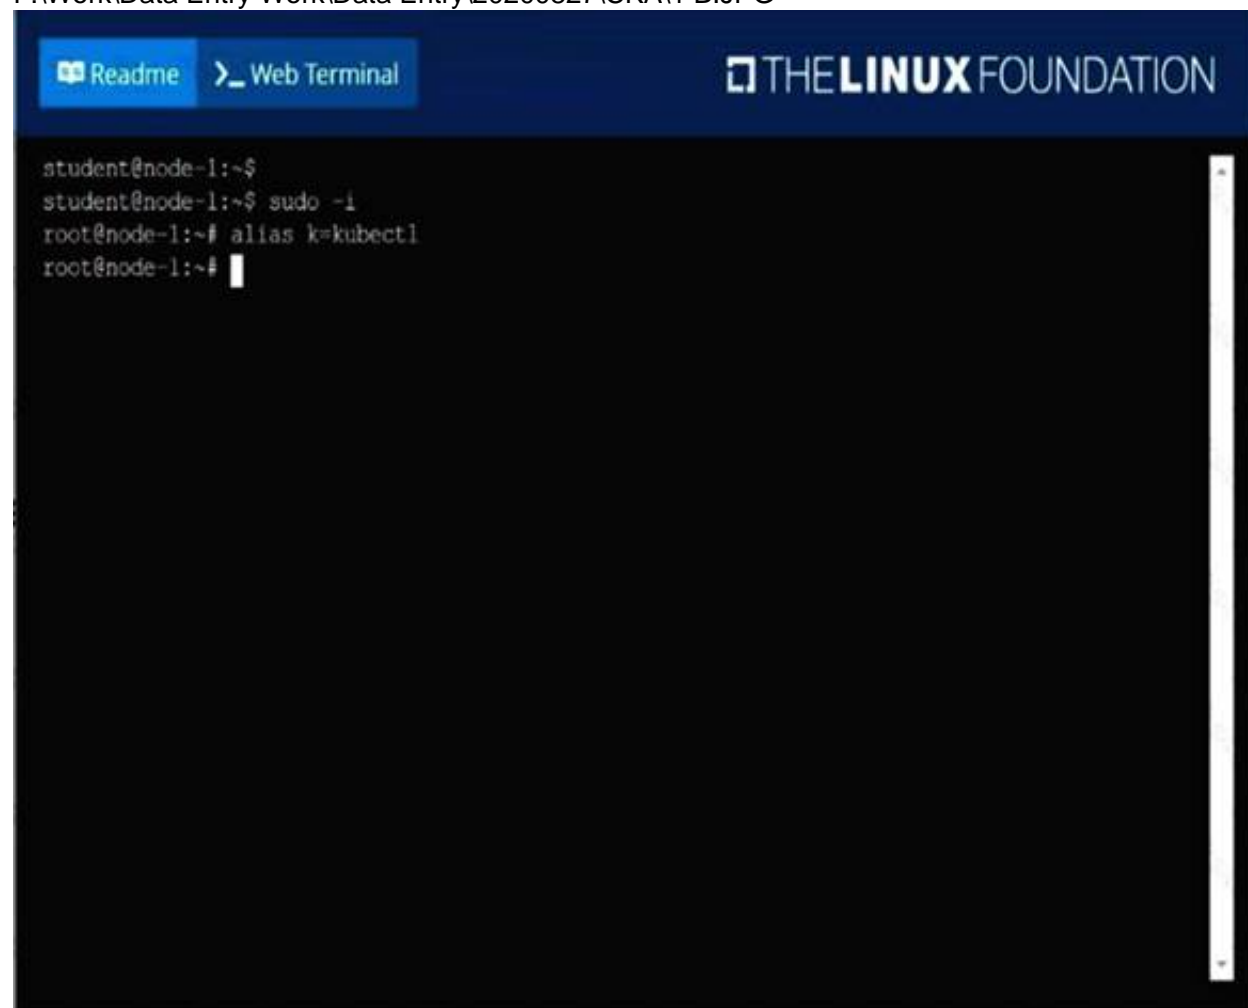 Readme >_ Web Terminal
THE LINUX FOUNDATION
student@node-1:~$
student@node-1:~$ sudo -i
root@node-1:~# alias k=kubectl
root@node-1:~#